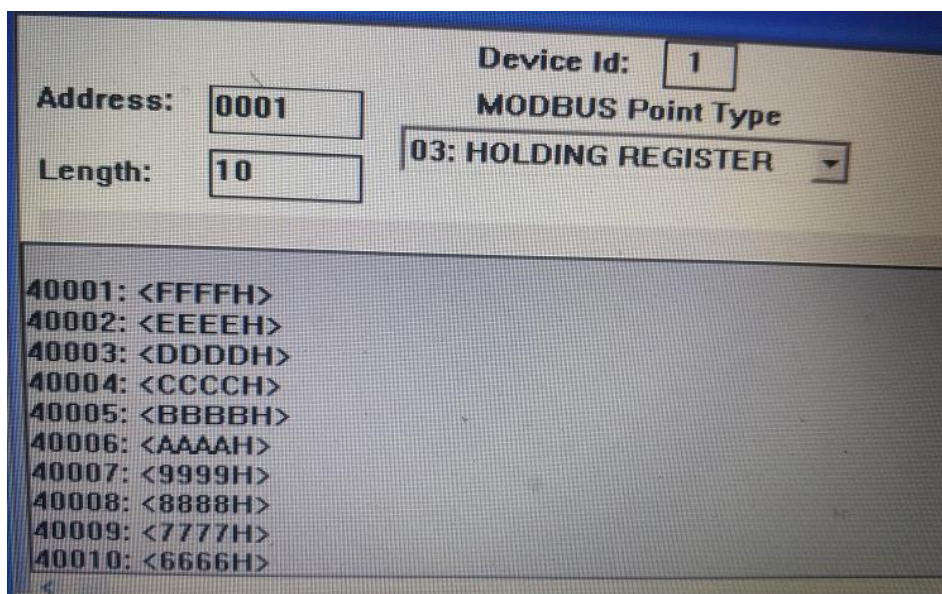 Device Id: 1
Address: 0001
MODBUS Point Type
03: HOLDING REGISTER
Length: 10
40001: <FFFFH>
40002: <EEEEH>
40003: <DDDDH>
40004: <CCCCH>
40005: <BBBBH>
40006: <AAAAH>
40007: <9999H>
40008: <8888H>
40009: <7777H>
40010: <6666H>